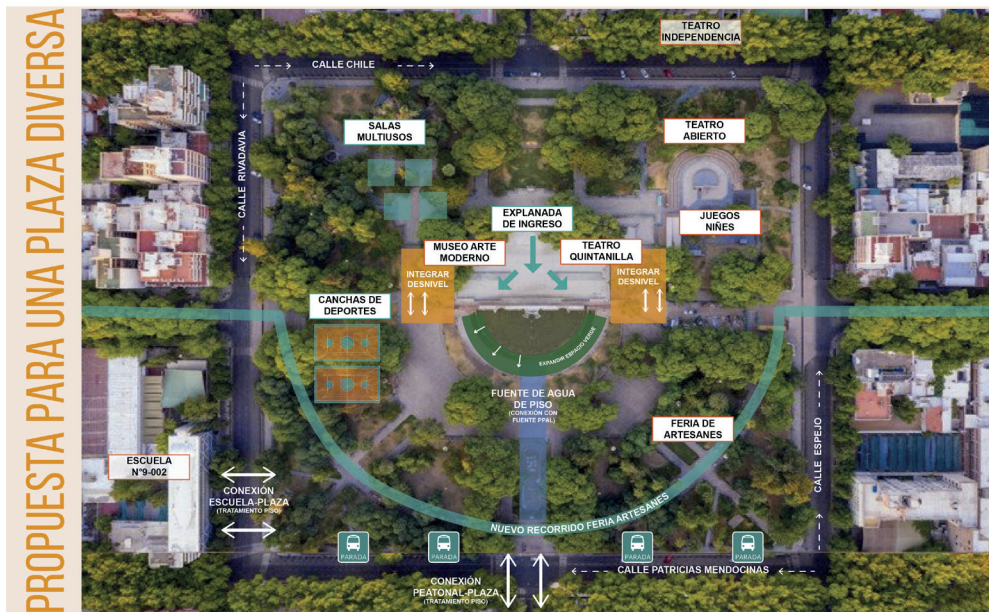 PROPUESTA PARA UNA PLAZA DIVERSA
TEATRO
INDEPENDENCIA
CALLE CHILE
CALLE RIVADAVIA
SALAS
MULTIUSOS
TEATRO
ABIERTO
EXPLANADA
DE INGRESO
JUEGOS
NIÑES
MUSEO ARTE
MODERNO
TEATRO
QUINTANILLA
INTEGRAR
DESNIVEL
INTEGRAR
DESNIVEL
CANCHAS DE
DEPORTES
EXPANDIR ESPACIO VERDE
FUENTE DE AGUA
DE PISO
(CONEXIÓN CON
FUENTE PPAL)
FERIA DE
ARTESANES
CALLE ESPEJO
ESCUELA
N°9-002
CONEXIÓN
ESCUELA-PLAZA
(TRATAMIENTO PISO)
NUEVO RECORRIDO FERIA ARTESANES
PARADA
PARADA
PARADA
PARADA
CALLE PATRICIAS MENDOCINAS
CONEXIÓN
PEATONAL-PLAZA
(TRATAMIENTO PISO)